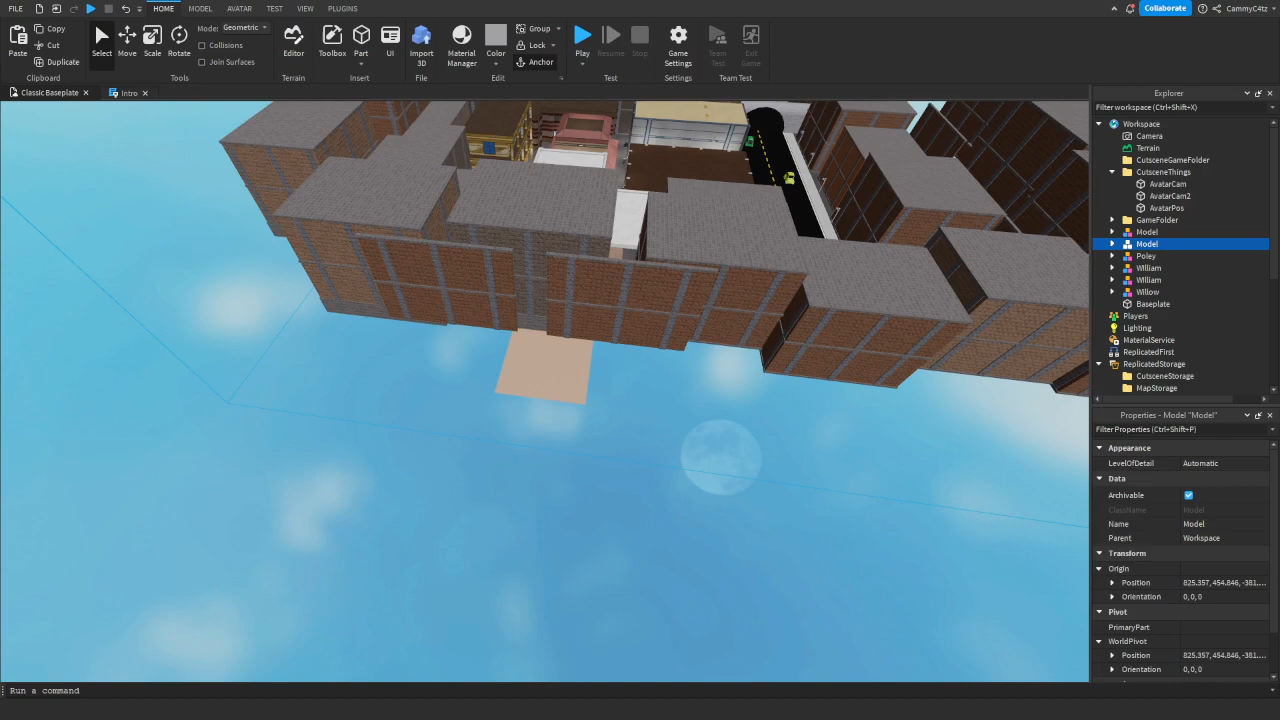 FILE HOME MODEL AVATAR TEST VIEW PLUGINS Collaborate CammyC4tz
Copy Mode: Geometric Group
Cut Collisions Lock
Paste Duplicate Select Move Scale Rotate Join Surfaces Editor Toolbox Part UI Import 3D Material Manager Color Anchor Play Resume Stop Game Settings Team Test Exit Game
Clipboard Tools Terrain Insert File Edit Test Settings Team Test
Classic Baseplate Intro
Explorer
Filter workspace (Ctrl+Shift+X)
Workspace
Camera
Terrain
CutsceneGameFolder
CutsceneThings
AvatarCam
AvatarCam2
AvatarPos
GameFolder
Model
Model
Poley
William
William
Willow
Baseplate
Players
Lighting
MaterialService
ReplicatedFirst
ReplicatedStorage
CutsceneStorage
MapStorage
Properties - Model "Model"
Filter Properties (Ctrl+Shift+P)
Appearance
LevelOfDetail Automatic
Data
Archivable
ClassName Model
Name Model
Parent Workspace
Transform
Origin
Position 825.357, 454.846, -381....
Orientation 0, 0, 0
Pivot
PrimaryPart
WorldPivot
Position 825.357, 454.846, -381....
Orientation 0, 0, 0
Run a command